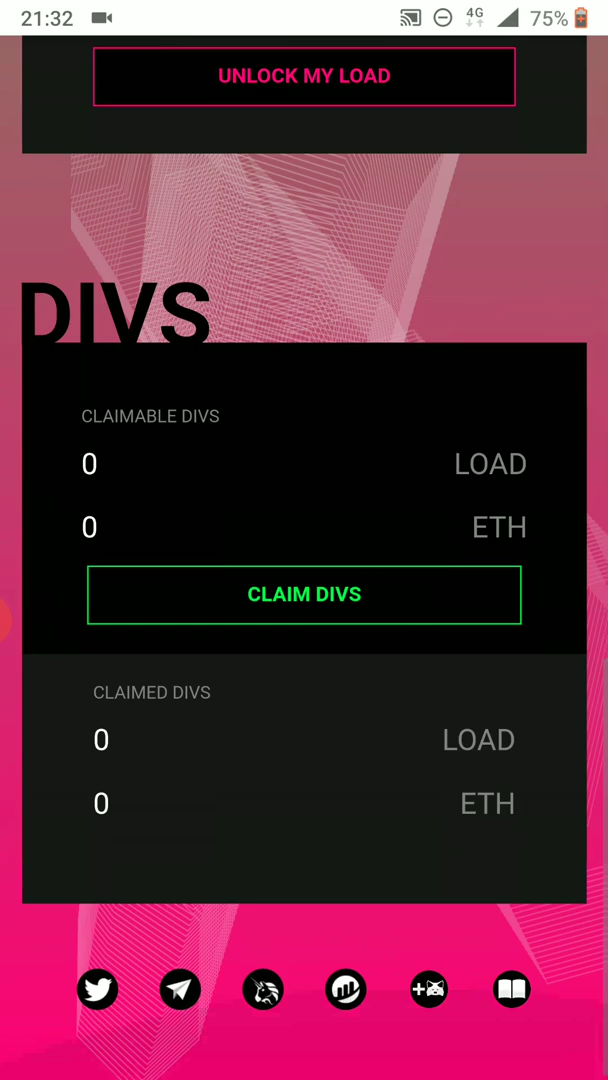 21:32
4G
75%
UNLOCK MY LOAD
DIVS
CLAIMABLE DIVS
0 LOAD
0 ETH
CLAIM DIVS
CLAIMED DIVS
0 LOAD
0 ETH